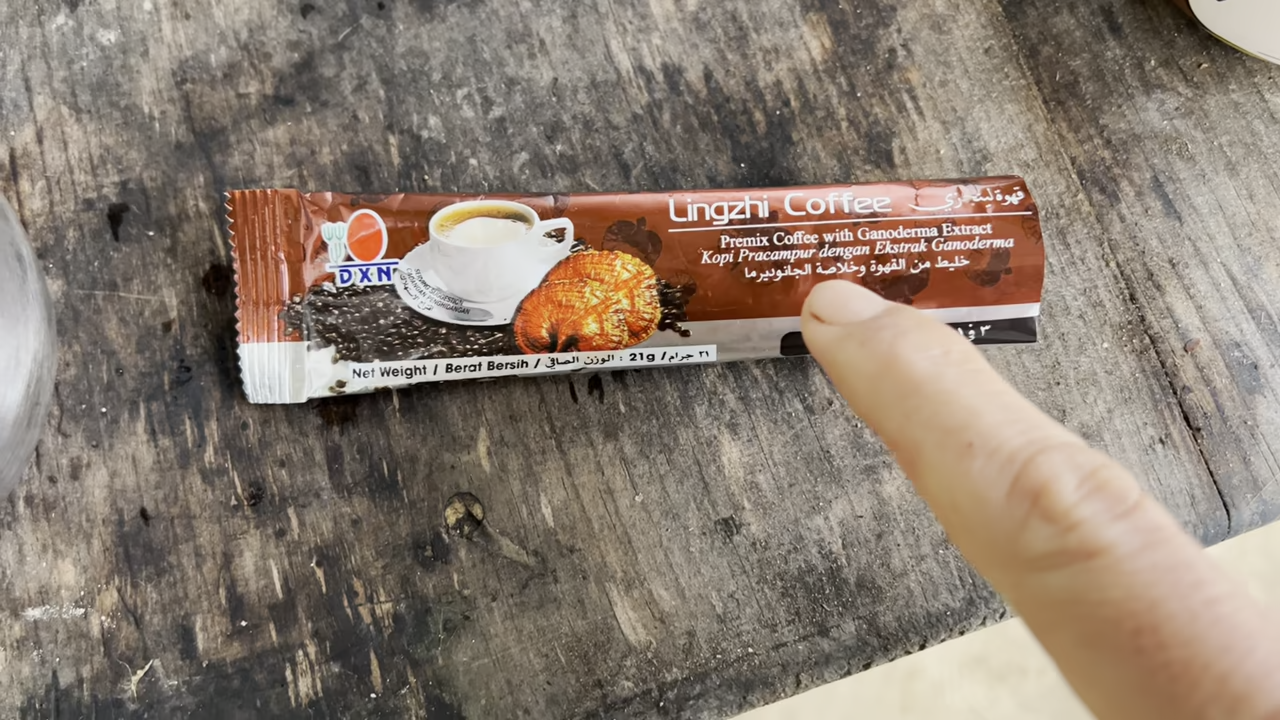 DXN
Lingzhi Coffee
Premix Coffee with Ganoderma Extract
Kopi Pracampur dengan Ekstrak Ganoderma
خليط من القهوة وخلاصة الجانوديرما
Net Weight / Berat Bersih / الوزن الصافي : 21g / ٢١ جرام